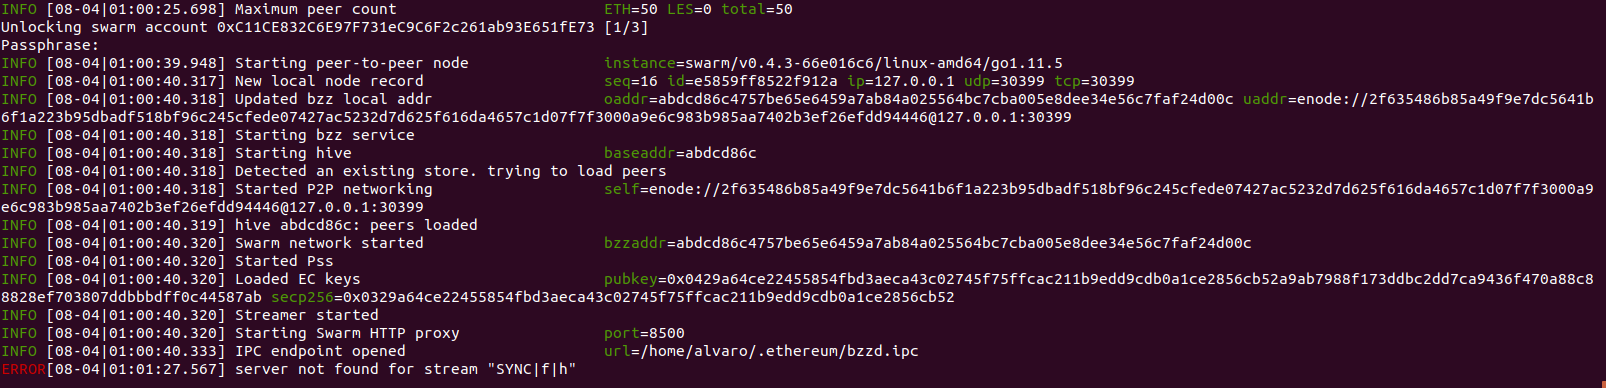 INFO [08-04|01:00:25.698] Maximum peer count                       ETH=50 LES=0 total=50
Unlocking swarm account 0xC11CE832C6E97F731eC9C6F2c261ab93E651fE73 [1/3]
Passphrase:
INFO [08-04|01:00:39.948] Starting peer-to-peer node               instance=swarm/v0.4.3-66e016c6/linux-amd64/go1.11.5
INFO [08-04|01:00:40.317] New local node record                    seq=16 id=e5859ff8522f912a ip=127.0.0.1 udp=30399 tcp=30399
INFO [08-04|01:00:40.318] Updated bzz local addr                   oaddr=abdcd86c4757be65e6459a7ab84a025564bc7cba005e8dee34e56c7faf24d00c uaddr=enode://2f635486b85a49f9e7dc5641b
6f1a223b95dbadf518bf96c245cfede07427ac5232d7d625f616da4657c1d07f7f3000a9e6c983b985aa7402b3ef26efdd94446@127.0.0.1:30399
INFO [08-04|01:00:40.318] Starting bzz service
INFO [08-04|01:00:40.318] Starting hive                            baseaddr=abdcd86c
INFO [08-04|01:00:40.318] Detected an existing store. trying to load peers
INFO [08-04|01:00:40.318] Started P2P networking                   self=enode://2f635486b85a49f9e7dc5641b6f1a223b95dbadf518bf96c245cfede07427ac5232d7d625f616da4657c1d07f7f3000a9
e6c983b985aa7402b3ef26efdd94446@127.0.0.1:30399
INFO [08-04|01:00:40.319] hive abdcd86c: peers loaded
INFO [08-04|01:00:40.320] Swarm network started                    bzzaddr=abdcd86c4757be65e6459a7ab84a025564bc7cba005e8dee34e56c7faf24d00c
INFO [08-04|01:00:40.320] Started Pss
INFO [08-04|01:00:40.320] Loaded EC keys                           pubkey=0x0429a64ce22455854fbd3aeca43c02745f75ffcac211b9edd9cdb0a1ce2856cb52a9ab7988f173ddbc2dd7ca9436f470a88c8
8828ef703807ddbbbdff0c44587ab secp256=0x0329a64ce22455854fbd3aeca43c02745f75ffcac211b9edd9cdb0a1ce2856cb52
INFO [08-04|01:00:40.320] Streamer started
INFO [08-04|01:00:40.320] Starting Swarm HTTP proxy                port=8500
INFO [08-04|01:00:40.333] IPC endpoint opened                      url=/home/alvaro/.ethereum/bzzd.ipc
ERROR[08-04|01:01:27.567] server not found for stream "SYNC|f|h"